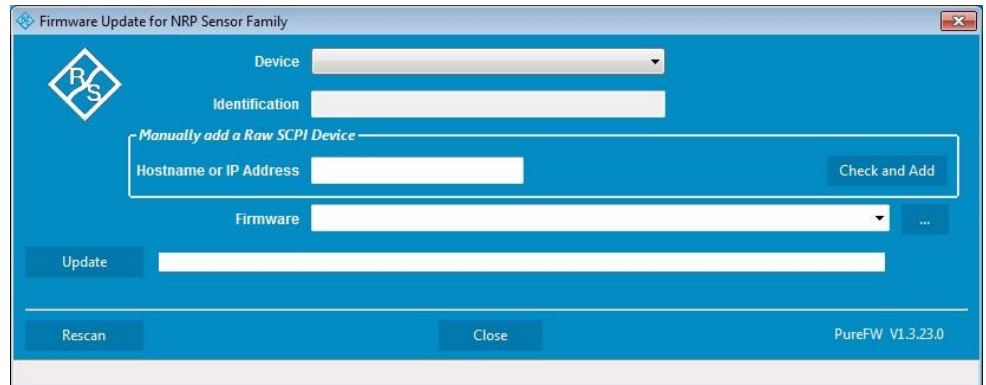 Firmware Update for NRP Sensor Family
R
S
Device
Identification
Manually add a Raw SCPI Device
Hostname or IP Address
Check and Add
Firmware
...
Update
Rescan
Close
PureFW V1.3.23.0